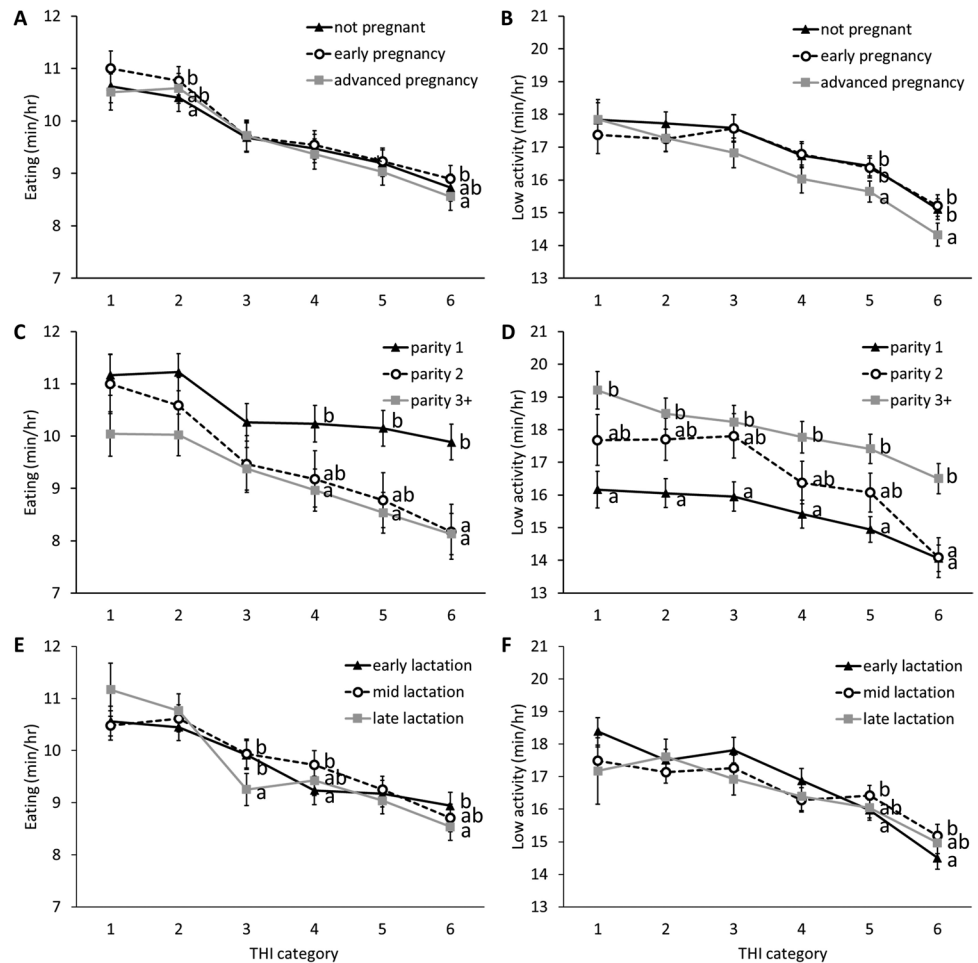 A
Eating (min/hr)
12
11
10
9
8
7
not pregnant
early pregnancy
advanced pregnancy
b
ab
a
b
ab
a
1 2 3 4 5 6
B
Low activity (min/hr)
21
20
19
18
17
16
15
14
13
not pregnant
early pregnancy
advanced pregnancy
b
b
a
b
b
a
1 2 3 4 5 6
C
Eating (min/hr)
12
11
10
9
8
7
parity 1
parity 2
parity 3+
b
ab
a
b
ab
a
b
a
a
1 2 3 4 5 6
D
Low activity (min/hr)
21
20
19
18
17
16
15
14
13
parity 1
parity 2
parity 3+
b
ab
a
b
ab
a
b
ab
a
b
ab
a
b
ab
a
b
a
a
1 2 3 4 5 6
E
Eating (min/hr)
12
11
10
9
8
7
early lactation
mid lactation
late lactation
b
b
a
b
ab
a
b
ab
a
1 2 3 4 5 6
THI category
F
Low activity (min/hr)
21
20
19
18
17
16
15
14
13
early lactation
mid lactation
late lactation
b
ab
a
b
ab
a
1 2 3 4 5 6
THI category